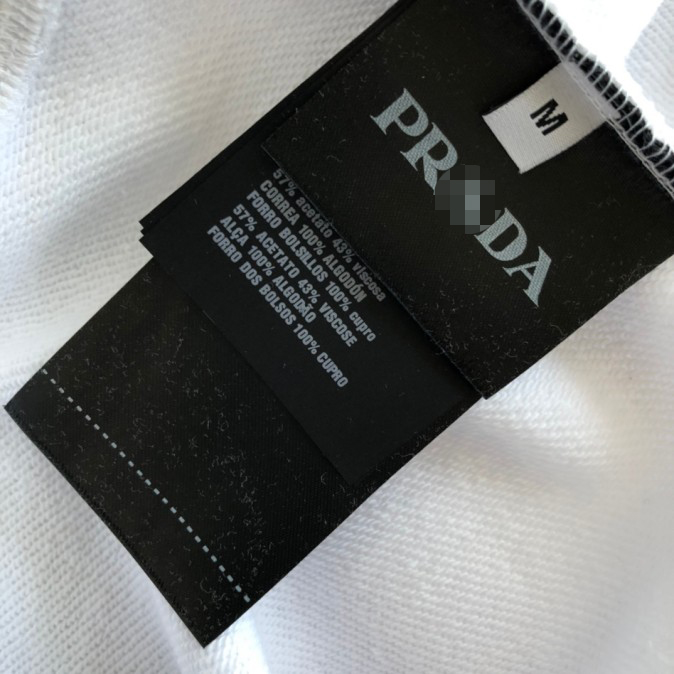 PR DA
M
57% acetato 43% viscosa
CORREA 100% ALGODÓN
FORRO BOLSILLOS 100% cupro
57% ACETATO 43% VISCOSE
ALÇA 100% ALGODÃO
FORRO DOS BOLSOS 100% CUPRO